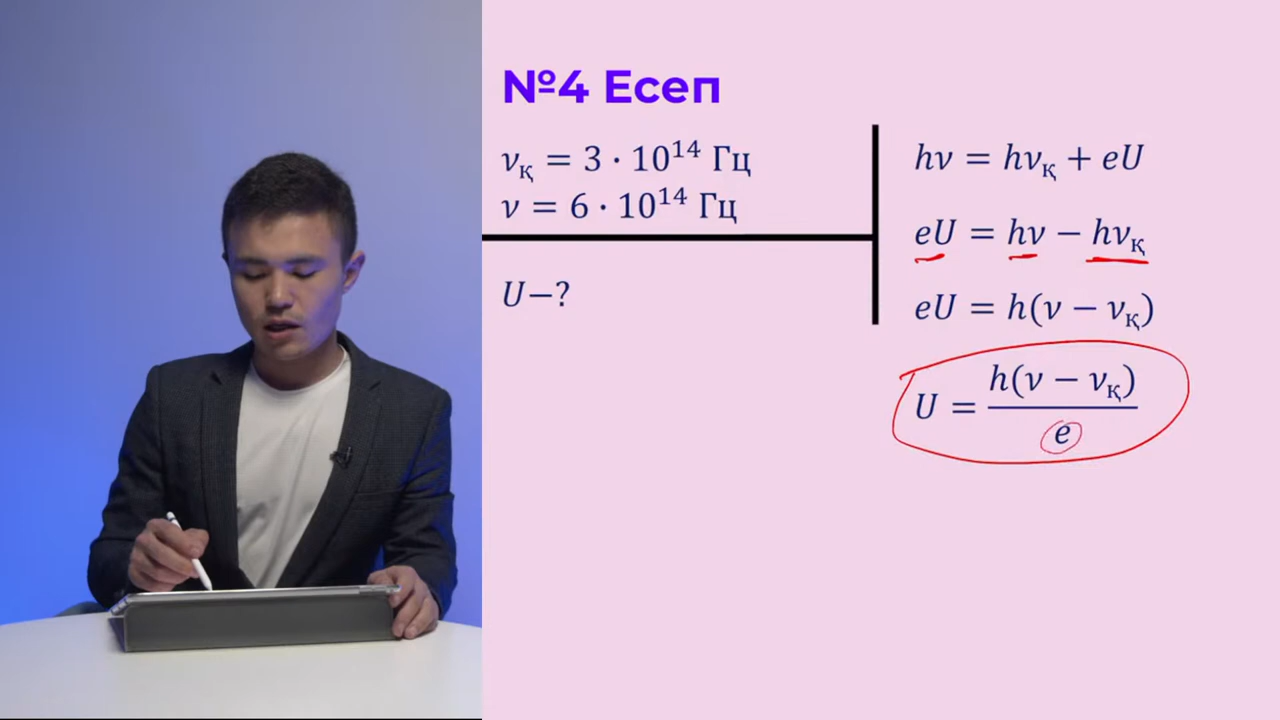 №4 Есеп
ν_қ = 3 · 10^14 Гц
ν = 6 · 10^14 Гц
U−?
hν = hν_қ + eU
eU = hν − hν_қ
eU = h(ν − ν_қ)
U = h(ν − ν_қ) / e